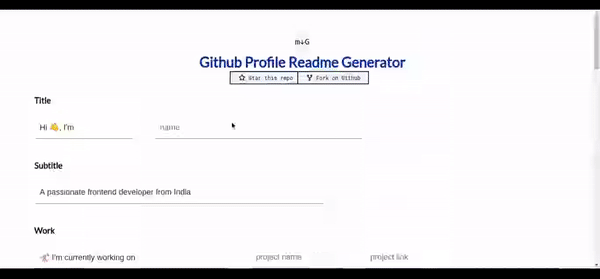 m↓G
Github Profile Readme Generator
Star this repo Fork on Github
Title
Hi 👋, I'm name
Subtitle
A passionate frontend developer from India
Work
🔭 I'm currently working on project name project link